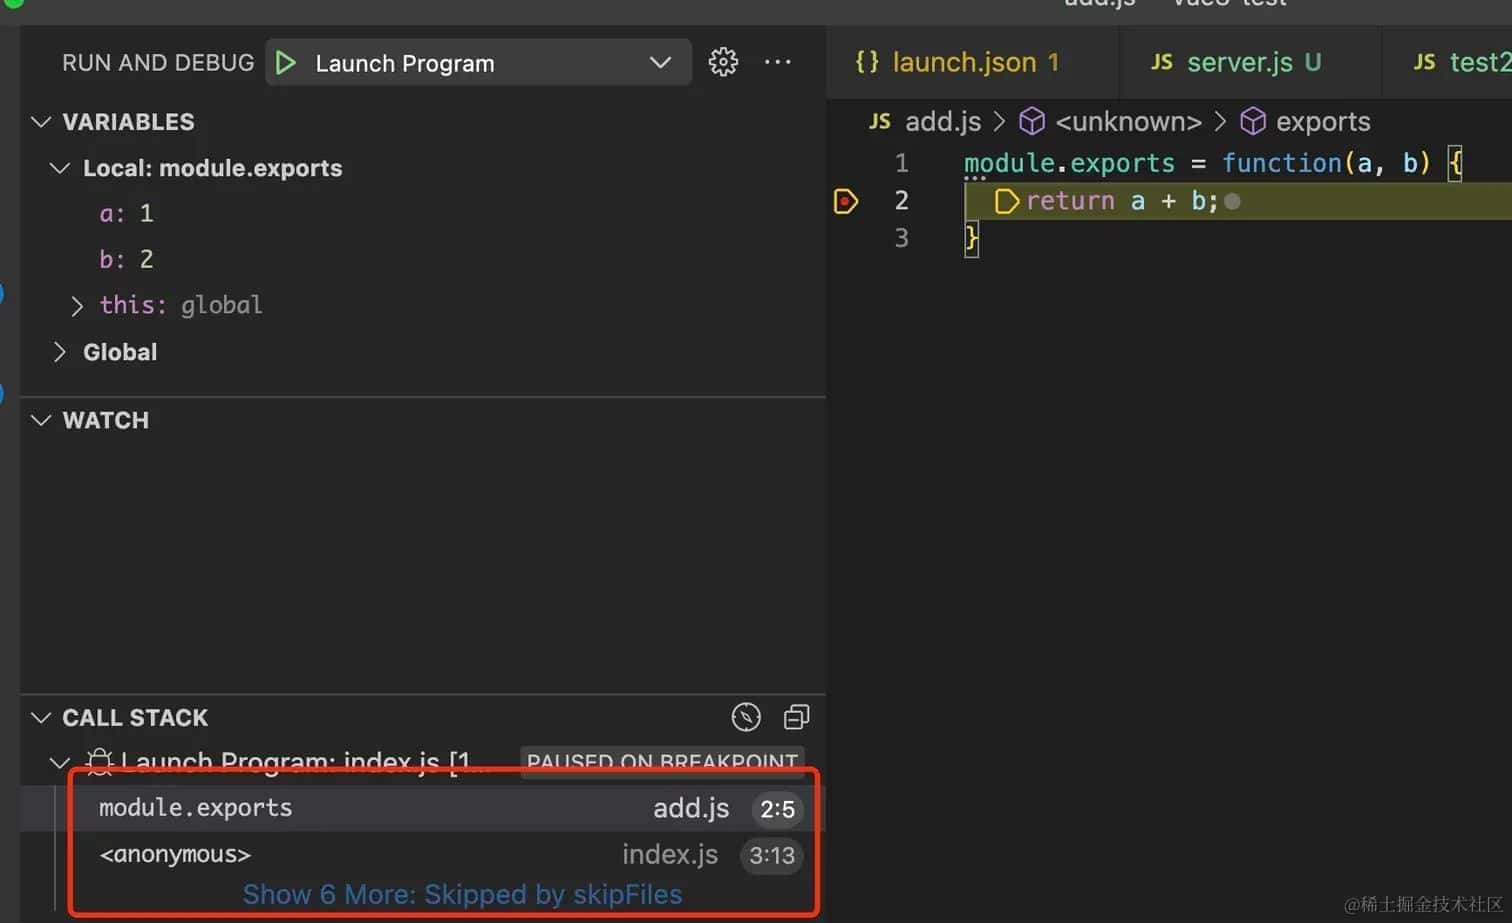 RUN AND DEBUG Launch Program
VARIABLES
Local: module.exports
a: 1
b: 2
this: global
Global
WATCH
CALL STACK
Launch Program: index.js [1... PAUSED ON BREAKPOINT
module.exports add.js 2:5
<anonymous> index.js 3:13
Show 6 More: Skipped by skipFiles
{} launch.json 1 JS server.js U JS test2
JS add.js > <unknown> > exports
1 module.exports = function(a, b) {
2 return a + b;
3 }
@稀土掘金技术社区